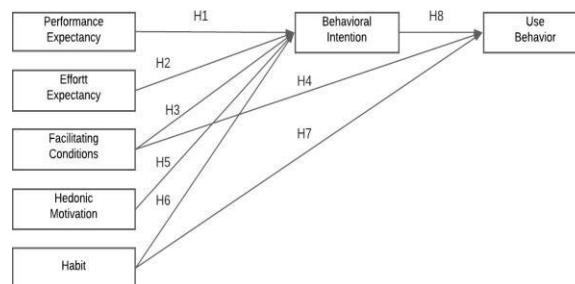 Performance
Expectancy
H1
Behavioral
Intention
H8
Use
Behavior
H2
Effortt
Expectancy
H4
H3
Facilitating
Conditions
H7
H5
Hedonic
Motivation
H6
Habit